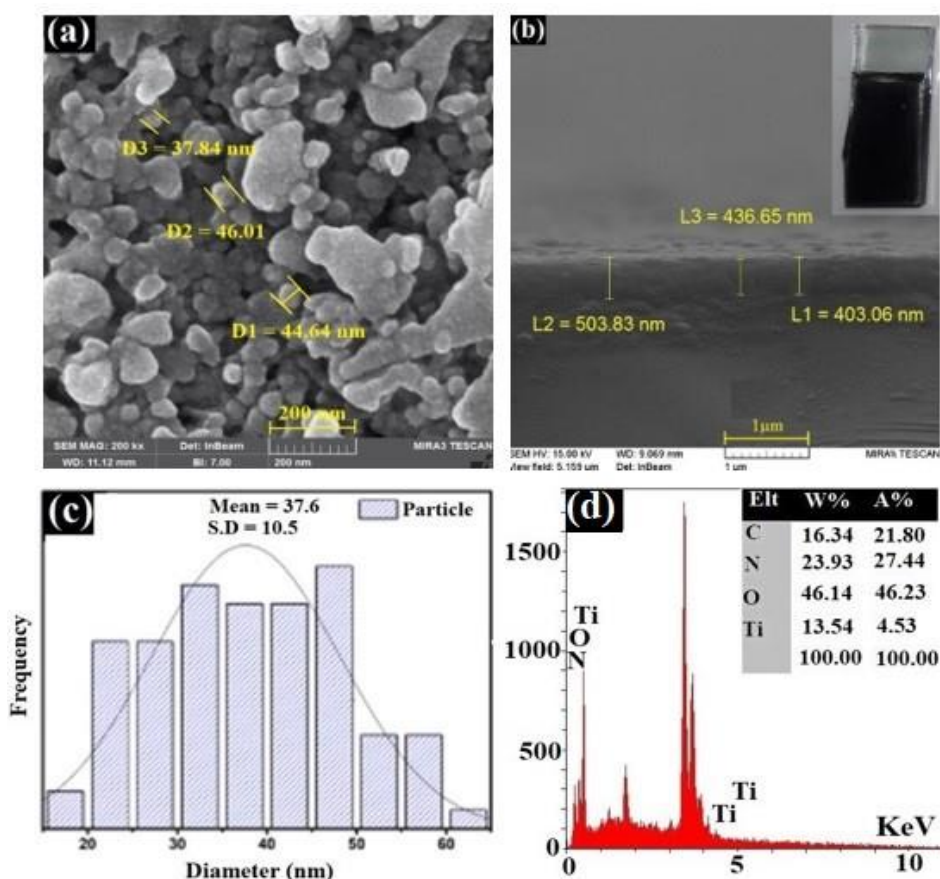 (a)
D3 = 37.84 nm
D2 = 46.01
D1 = 44.64 nm
200 nm
SEM MAG: 200 kx Det: InBeam MIRA3 TESCAN
WD: 11.12 mm BI: 7.00 200 nm
(b)
L3 = 436.65 nm
L2 = 503.83 nm
L1 = 403.06 nm
1μm
SEM HV: 15.00 kV WD: 9.069 mm TESCAN
View field: 5.159 um Det: InBeam 1 um
(c)
Mean = 37.6
S.D = 10.5
Particle
Frequency
20 30 40 50 60
Diameter (nm)
(d)
Elt W% A%
C 16.34 21.80
N 23.93 27.44
O 46.14 46.23
Ti 13.54 4.53
100.00 100.00
1500
1000
500
0
Ti
O
N
Ti
Ti
KeV
0 5 10